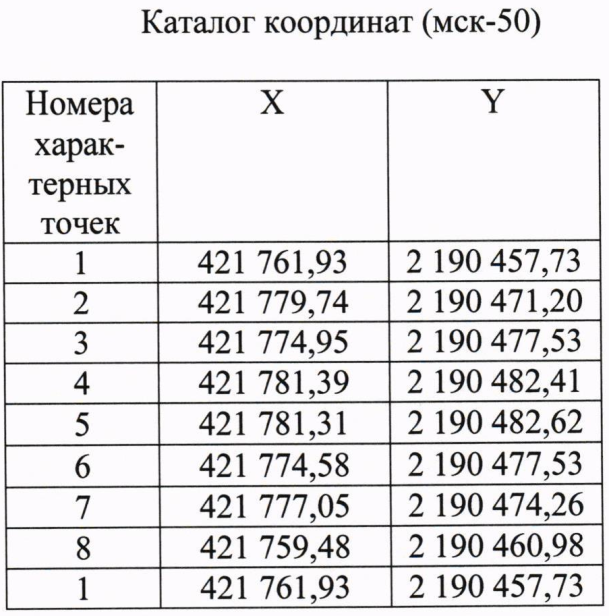 Каталог координат (мск-50)
Номера X Y
харак-
терных
точек
1 421 761,93 2 190 457,73
2 421 779,74 2 190 471,20
3 421 774,95 2 190 477,53
4 421 781,39 2 190 482,41
5 421 781,31 2 190 482,62
6 421 774,58 2 190 477,53
7 421 777,05 2 190 474,26
8 421 759,48 2 190 460,98
1 421 761,93 2 190 457,73